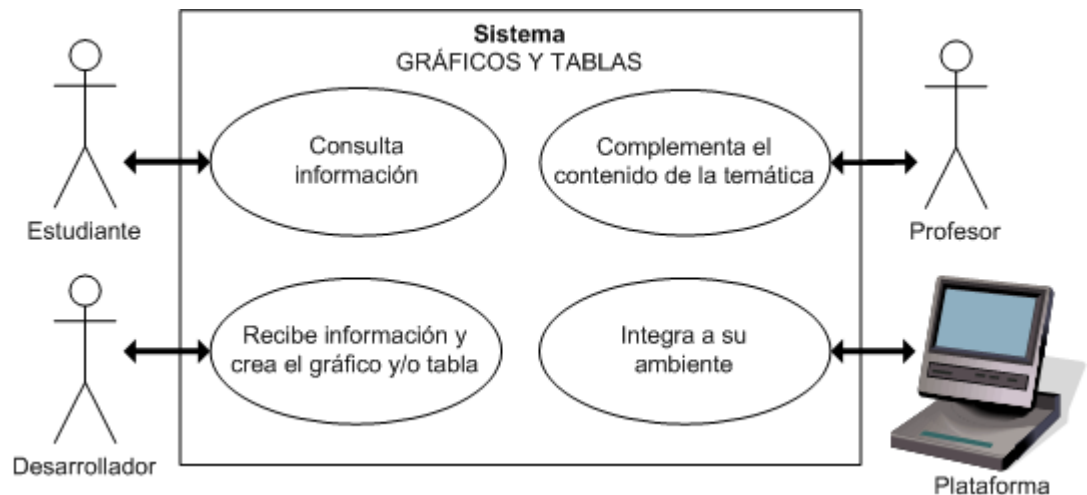 Sistema
GRÁFICOS Y TABLAS
Consulta
información
Complementa el
contenido de la temática
Estudiante
Profesor
Recibe información y
crea el gráfico y/o tabla
Integra a su
ambiente
Desarrollador
Plataforma